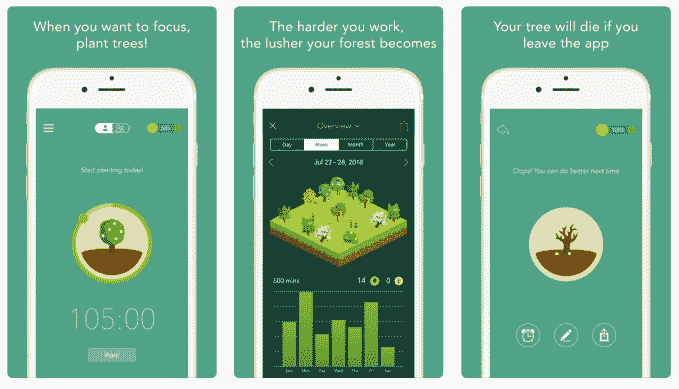 When you want to focus,
plant trees!
Start planting today!
105:00
Plant
The harder you work,
the lusher your forest becomes
Overview
Day Week Month Year
Jul 22-28, 2018
600 mins 14 0
Your tree will die if you
leave the app
Oops! You can do better next time